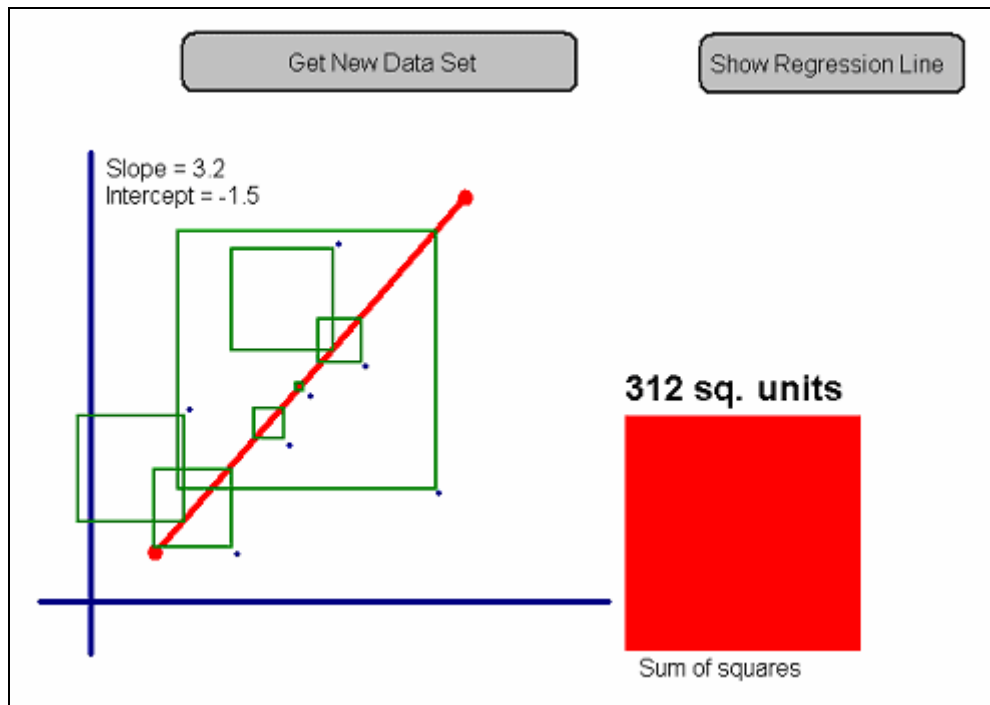 Get New Data Set
Show Regression Line
Slope = 3.2
Intercept = -1.5
312 sq. units
Sum of squares